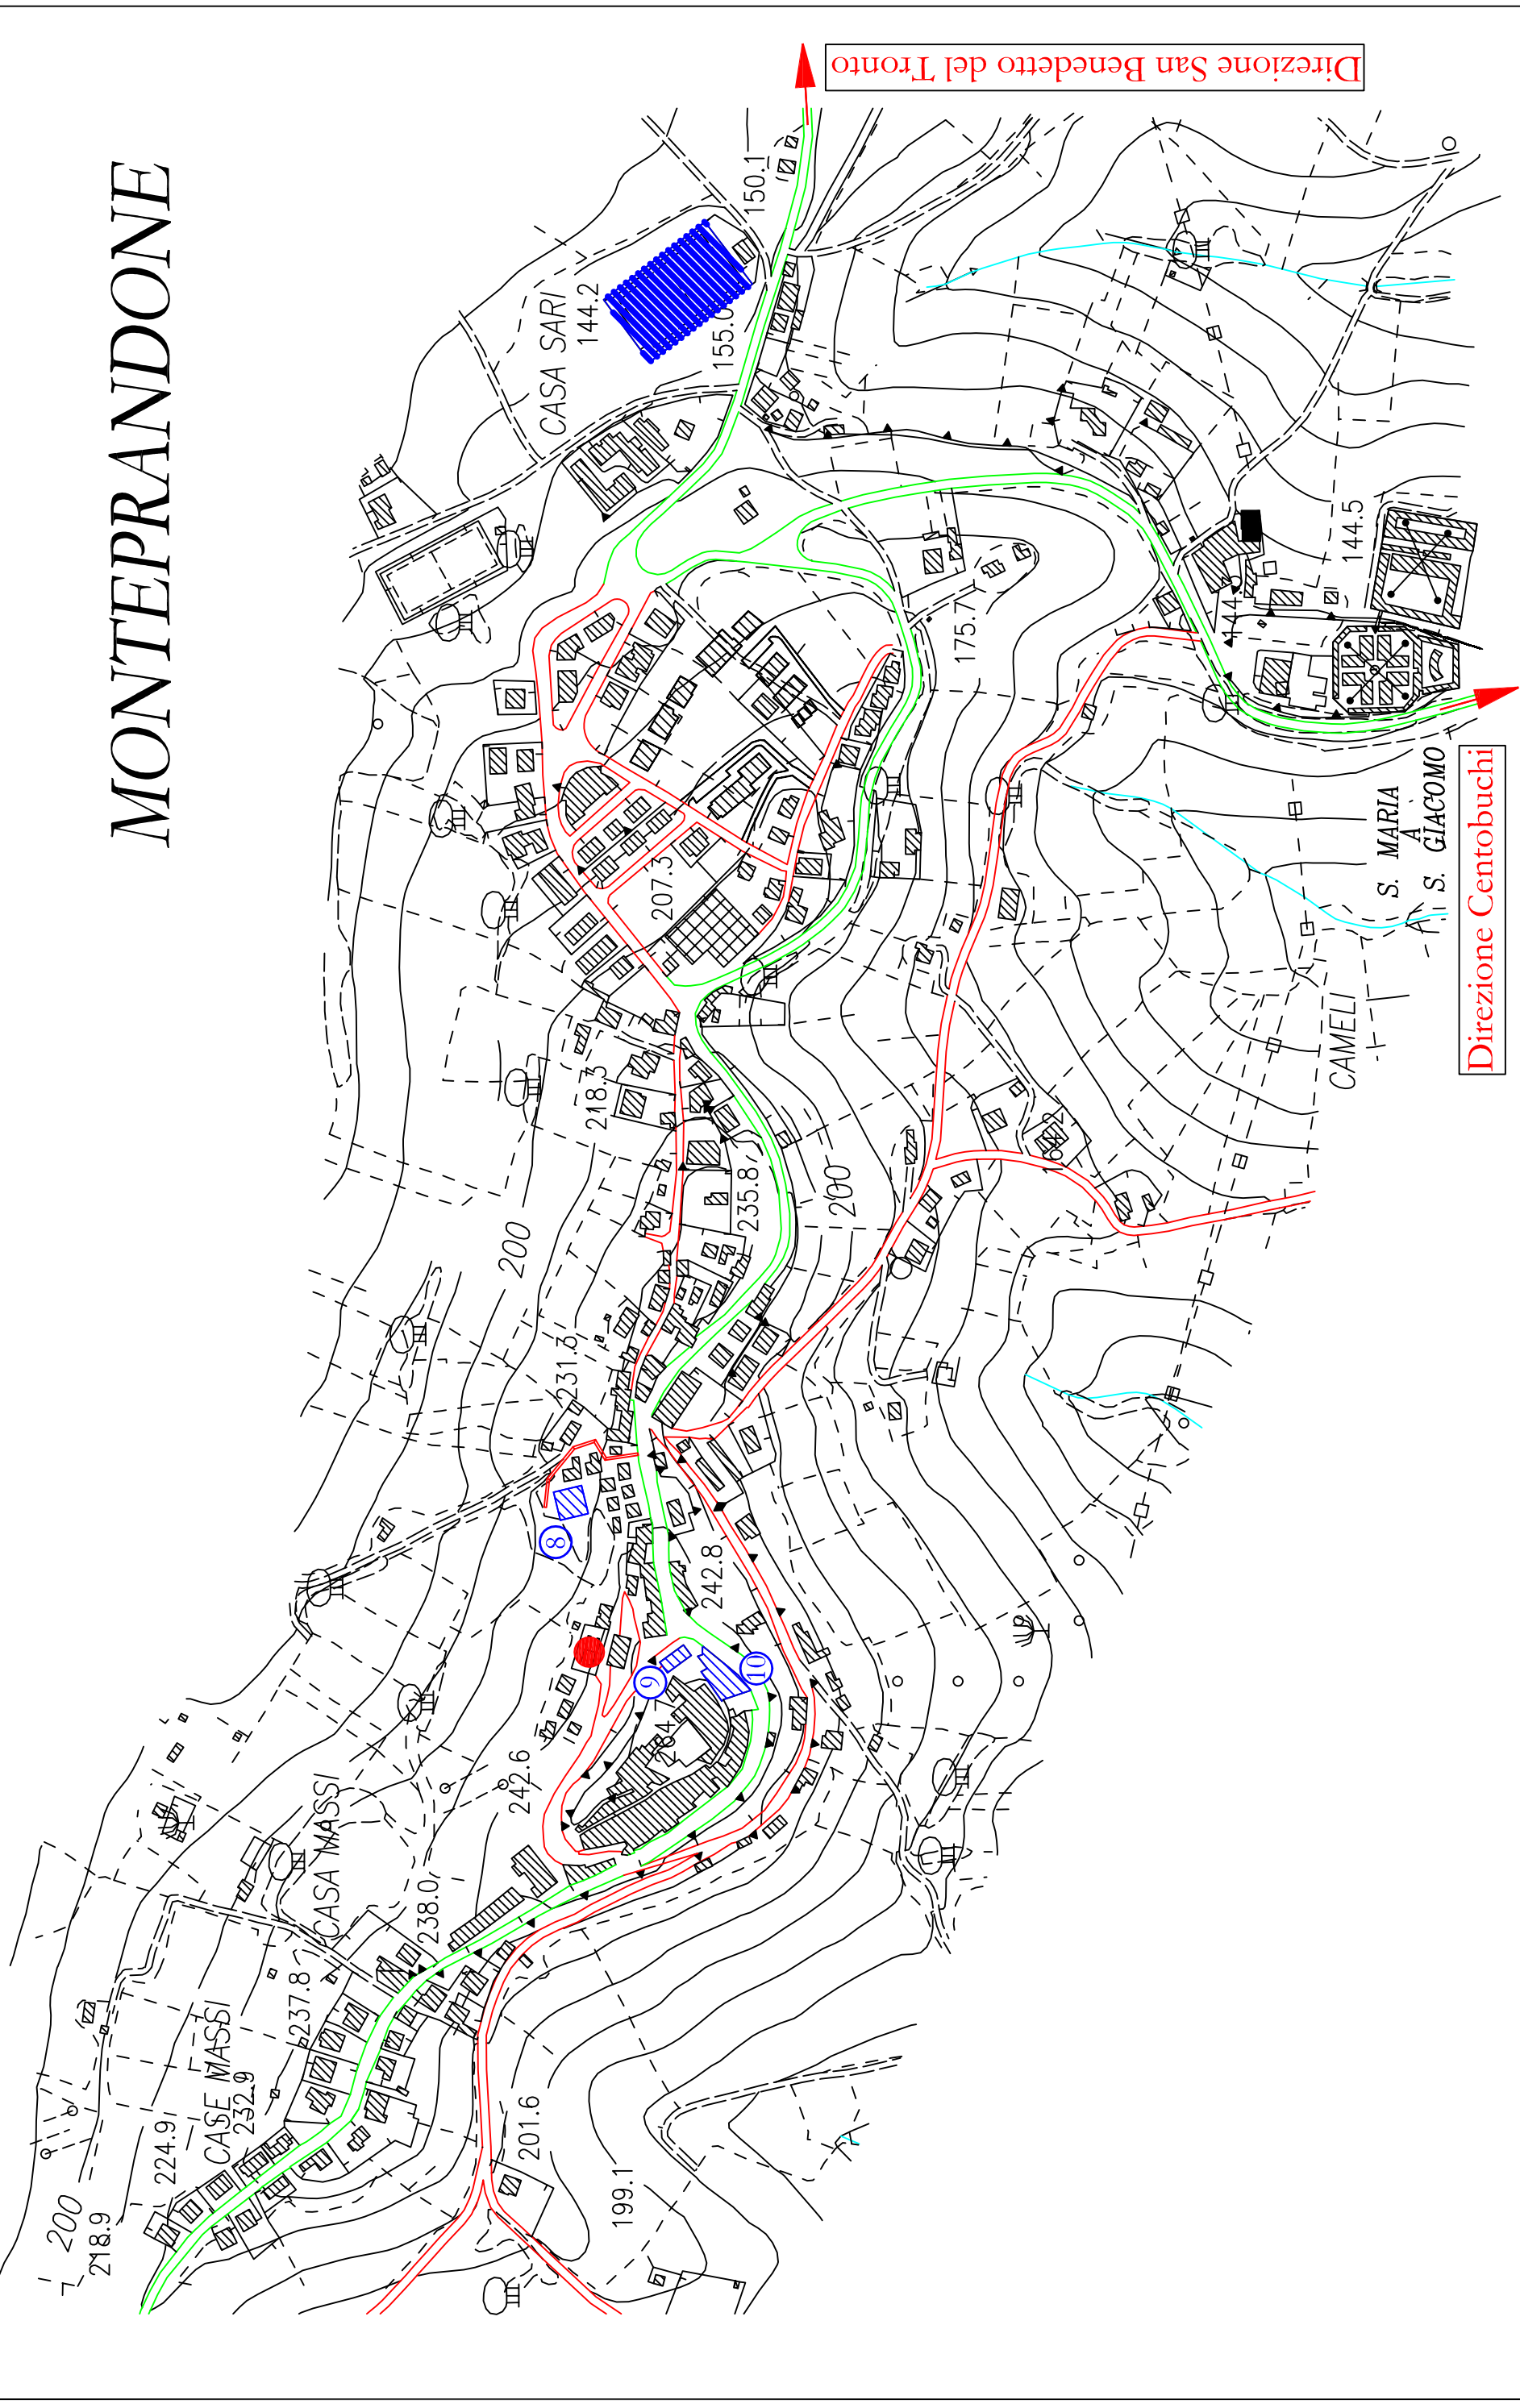 MONTEPRANDONE
Direzione San Benedetto del Tronto
150.1
CASA SARI
144.2
155.0
144.5
175.7
207.3
S. MARIA
A
S. GIACOMO
Direzione Centobuchi
CAMELI
218.3
235.8
200
200
231.3
8
242.8
9
10
242.6
CASA MASSI
238.0
237.8
CASE MASSI
232.9
224.9
200
218.9
201.6
199.1